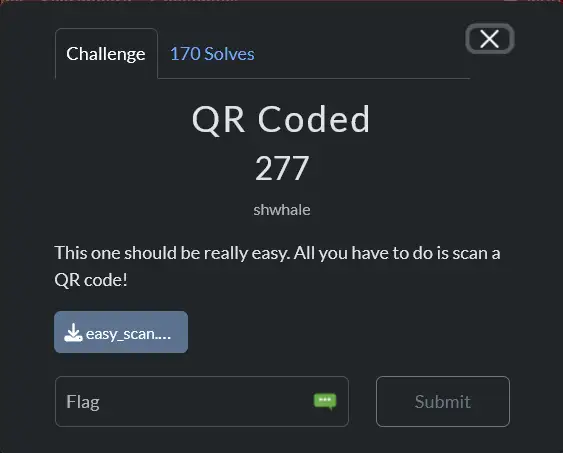 Challenge
170 Solves
QR Coded
277
shwhale
This one should be really easy. All you have to do is scan a
QR code!
easy_scan....
Flag
Submit